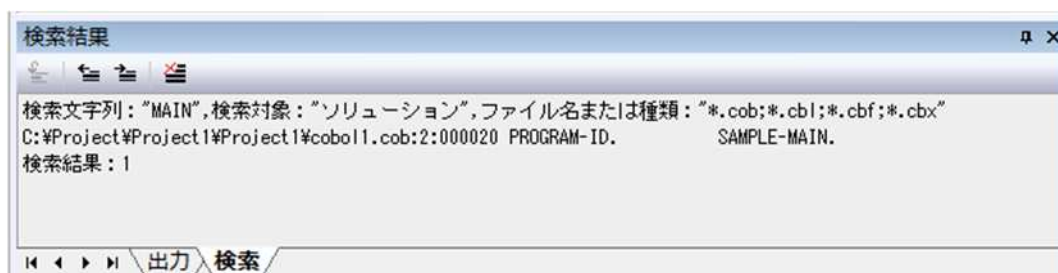 検索結果
検索文字列："MAIN",検索対象："ソリューション",ファイル名または種類："*.cob;*.cbl;*.cbf;*.cbx"
C:¥Project¥Project1¥Project1¥cobol1.cob:2:000020 PROGRAM-ID.          SAMPLE-MAIN.
検索結果：1
出力 検索